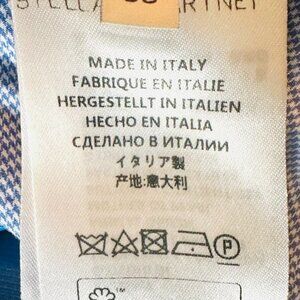 STELLA
MADE IN ITALY
FABRIQUE EN ITALIE
HERGESTELLT IN ITALIEN
HECHO EN ITALIA
СДЕЛАНО В ИТАЛИИ
イタリア製
产地:意大利
P
TM